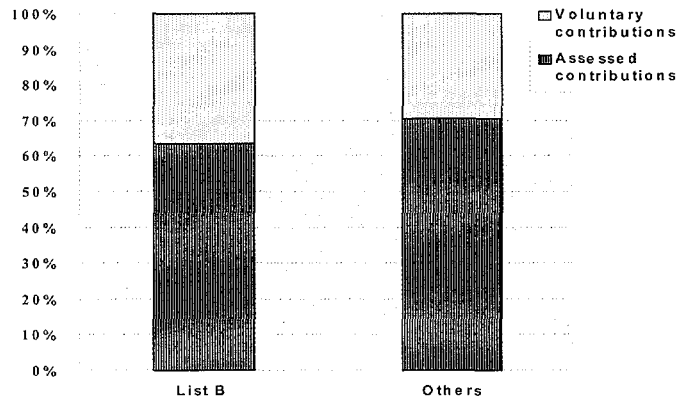 100%
90%
80%
70%
60%
50%
40%
30%
20%
10%
0%
List B
Others
Voluntary
contributions
Assessed
contributions